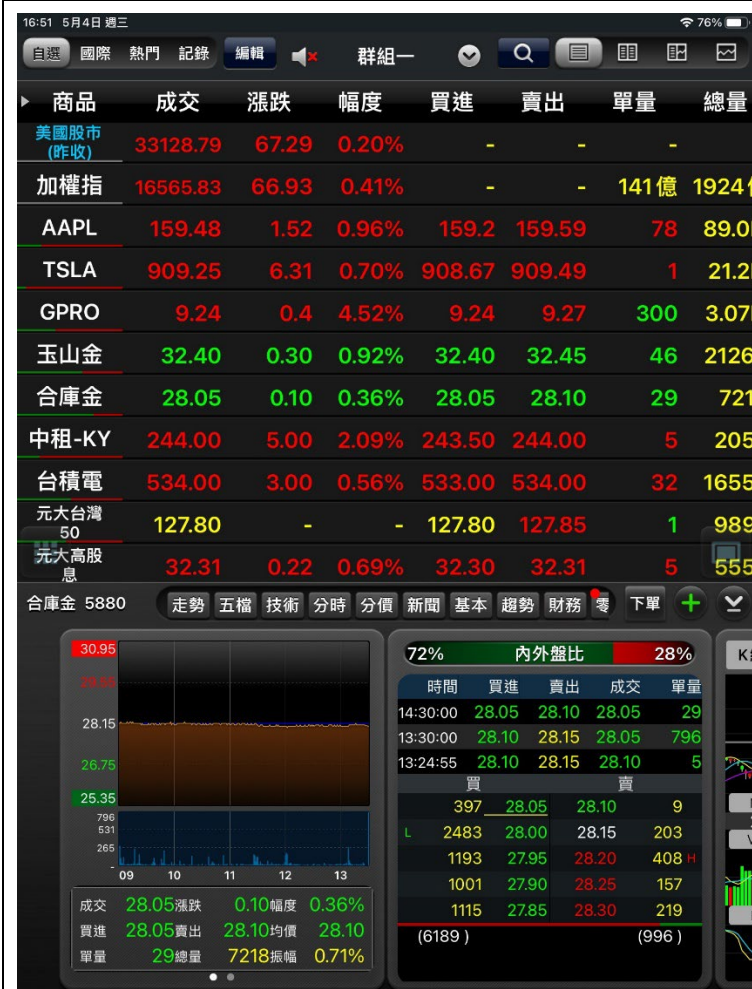 16:51 5月4日 週三 76%
自選 國際 熱門 記錄 編輯 群組一
商品 成交 漲跌 幅度 買進 賣出 單量 總量
美國股市
(昨收) 33128.79 67.29 0.20% - - -
加權指 16565.83 66.93 0.41% - - 141億 1924
AAPL 159.48 1.52 0.96% 159.2 159.59 78 89.0
TSLA 909.25 6.31 0.70% 908.67 909.49 1 21.2
GPRO 9.24 0.4 4.52% 9.24 9.27 300 3.07
玉山金 32.40 0.30 0.92% 32.40 32.45 46 2126
合庫金 28.05 0.10 0.36% 28.05 28.10 29 721
中租-KY 244.00 5.00 2.09% 243.50 244.00 5 205
台積電 534.00 3.00 0.56% 533.00 534.00 32 1655
元大台灣
50 127.80 - - 127.80 127.85 1 989
元大高股
息 32.31 0.22 0.69% 32.30 32.31 5 555
合庫金 5880 走勢 五檔 技術 分時 分價 新聞 基本 趨勢 財務 零 下單
30.95
28.15
26.75
25.35
796
531
265
09 10 11 12 13
成交 28.05 漲跌 0.10 幅度 0.36%
買進 28.05 賣出 28.10 均價 28.10
單量 29 總量 7218 振幅 0.71%
72% 內外盤比 28%
時間 買進 賣出 成交 單量
14:30:00 28.05 28.10 28.05 29
13:30:00 28.10 28.15 28.05 796
13:24:55 28.10 28.15 28.10 5
買 賣
397 28.05 28.10 9
L 2483 28.00 28.15 203
1193 27.95 28.20 408 H
1001 27.90 28.25 157
1115 27.85 28.30 219
(6189) (996)
K